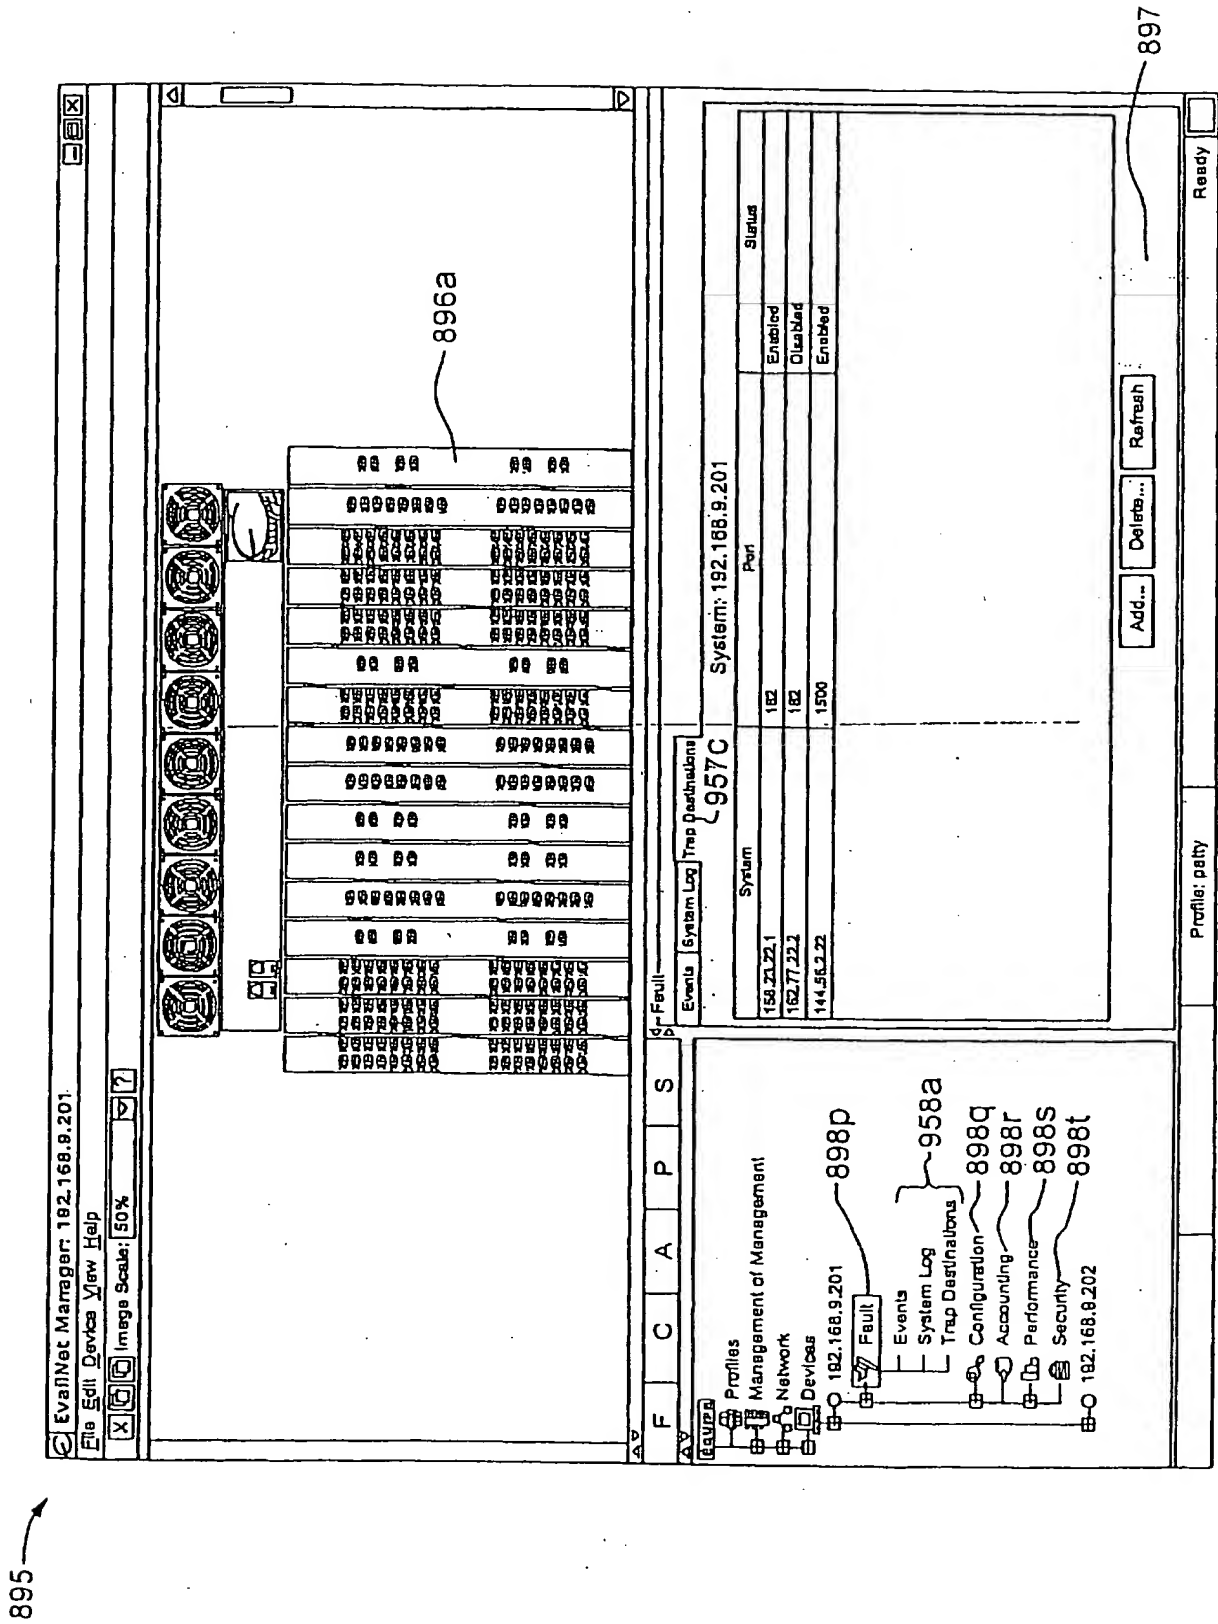 895
EvallNet Manager: 192.168.9.201
File Edit Device View Help
Image Scale: 50% ?
896a
F C A P S
Profiles
Management of Management
Network
Devices
192.168.9.201
898p
Fault
Events
System Log
Trap Destinations
958a
Configuration
898q
Accounting
898r
Performance
898s
Security
898t
192.168.9.202
Fault
Events System Log Trap Destinations
957C
System: 192.168.9.201
System Port Status
158.21.22.1 182 Enabled
162.77.22.2 182 Disabled
144.56.2.22 1500 Enabled
Add... Delete... Refresh
897
Profile: patty
Ready